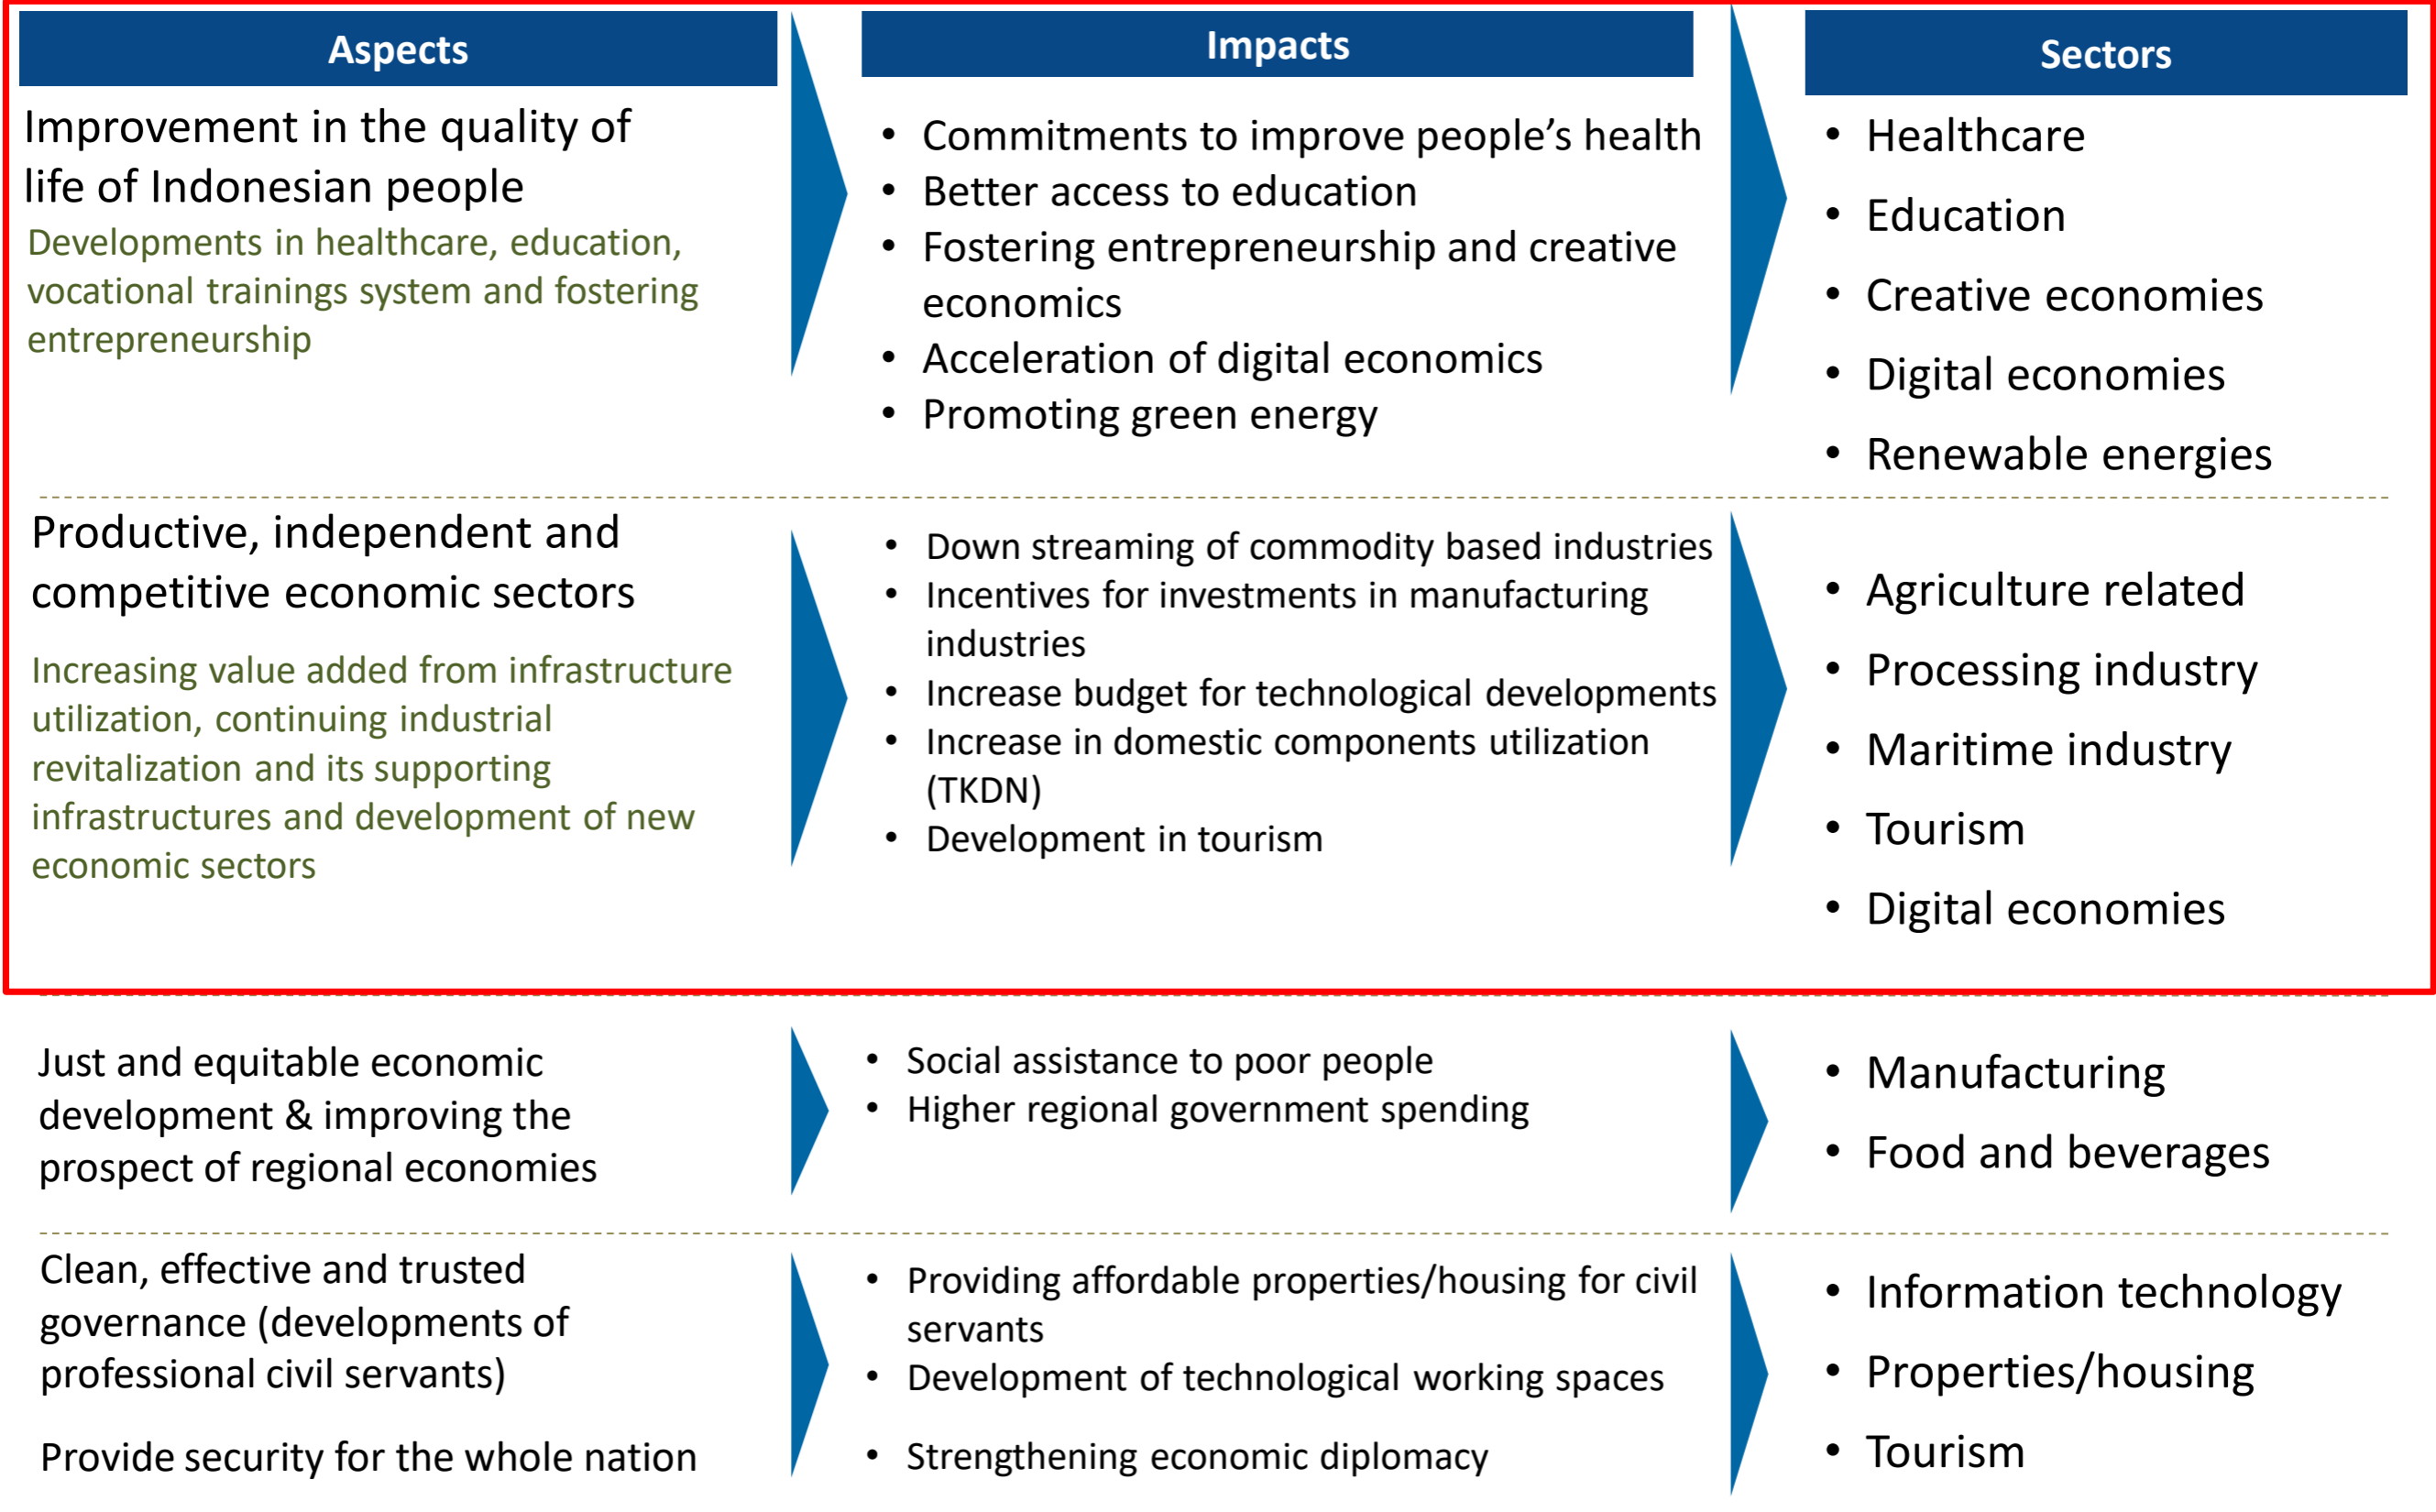 Aspects
Impacts
Sectors
Improvement in the quality of
life of Indonesian people
Developments in healthcare, education,
vocational trainings system and fostering
entrepreneurship
• Commitments to improve people’s health
• Better access to education
• Fostering entrepreneurship and creative
economics
• Acceleration of digital economics
• Promoting green energy
• Healthcare
• Education
• Creative economies
• Digital economies
• Renewable energies
Productive, independent and
competitive economic sectors
Increasing value added from infrastructure
utilization, continuing industrial
revitalization and its supporting
infrastructures and development of new
economic sectors
• Down streaming of commodity based industries
• Incentives for investments in manufacturing
industries
• Increase budget for technological developments
• Increase in domestic components utilization
(TKDN)
• Development in tourism
• Agriculture related
• Processing industry
• Maritime industry
• Tourism
• Digital economies
Just and equitable economic
development & improving the
prospect of regional economies
• Social assistance to poor people
• Higher regional government spending
• Manufacturing
• Food and beverages
Clean, effective and trusted
governance (developments of
professional civil servants)
Provide security for the whole nation
• Providing affordable properties/housing for civil
servants
• Development of technological working spaces
• Strengthening economic diplomacy
• Information technology
• Properties/housing
• Tourism